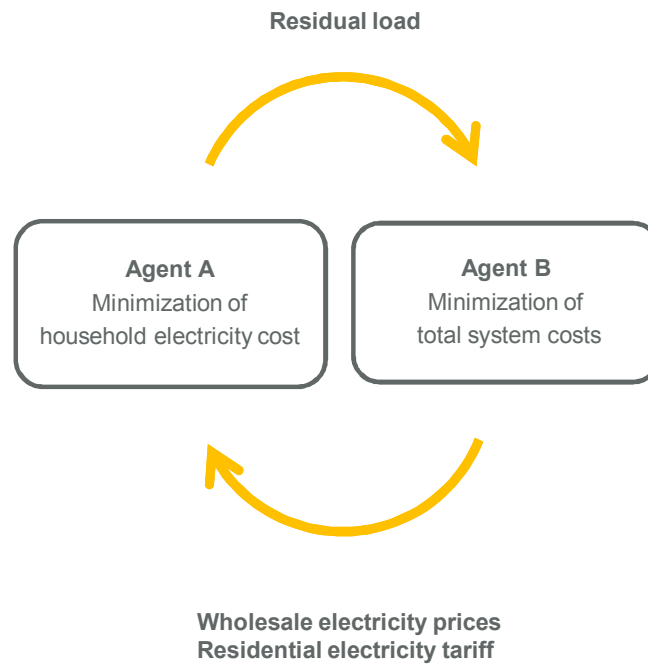 Residual load
Agent A
Minimization of
household electricity cost
Agent B
Minimization of
total system costs
Wholesale electricity prices
Residential electricity tariff